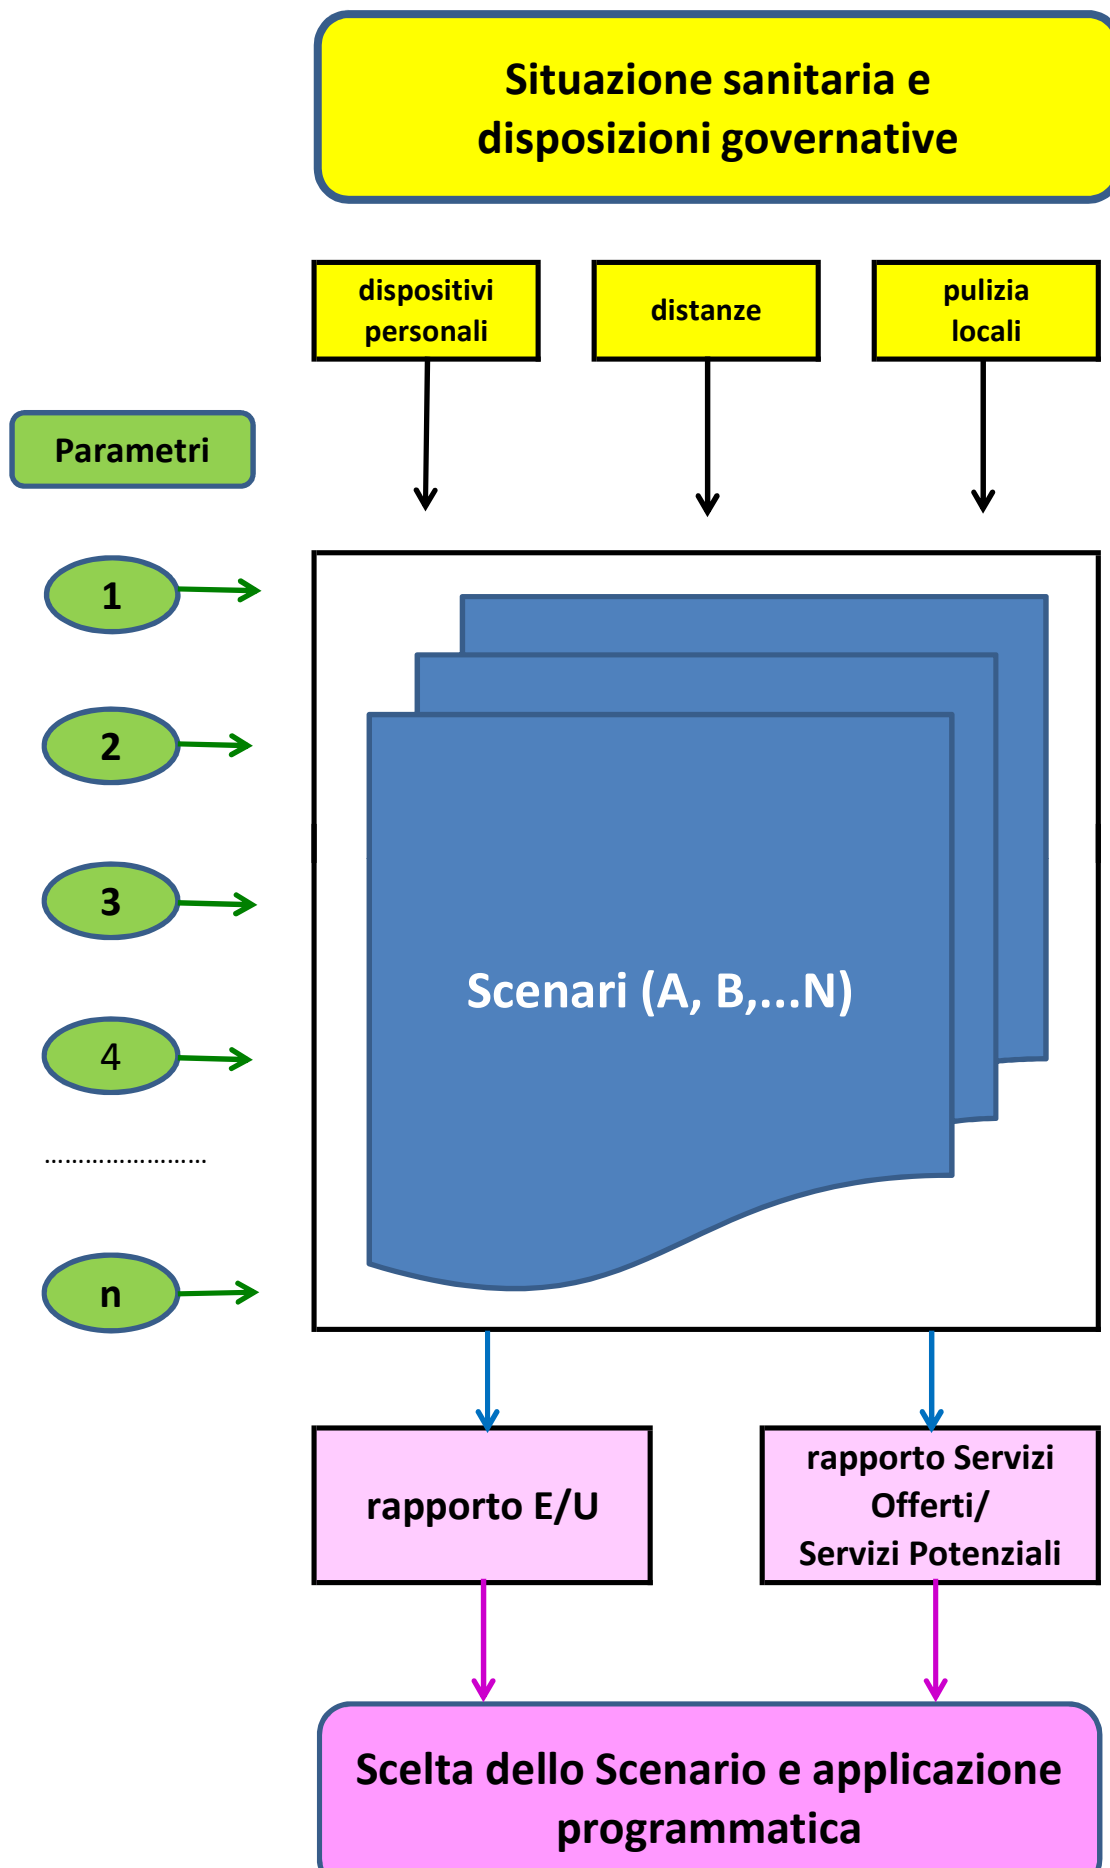 Situazione sanitaria e
disposizioni governative
dispositivi
personali
distanze
pulizia
locali
Parametri
1
2
3
4
........................
n
Scenari (A, B,...N)
rapporto E/U
rapporto Servizi
Offerti/
Servizi Potenziali
Scelta dello Scenario e applicazione
programmatica